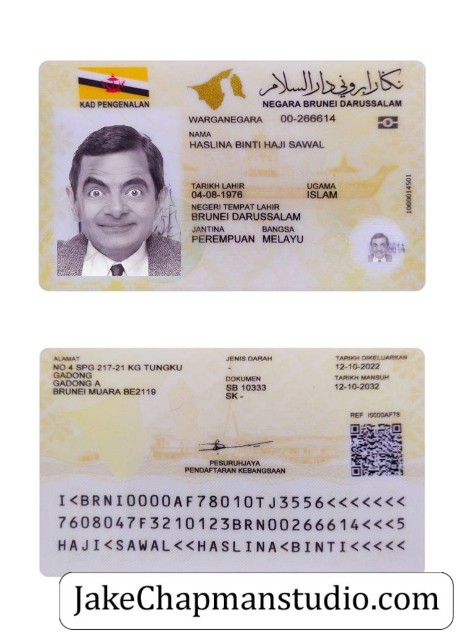 KAD PENGENALAN
نڬارا بروني دارالسلام
NEGARA BRUNEI DARUSSALAM
WARGANEGARA 00-266614
NAMA
HASLINA BINTI HAJI SAWAL
TARIKH LAHIR UGAMA
04-08-1976 ISLAM
NEGERI TEMPAT LAHIR
BRUNEI DARUSSALAM
JANTINA BANGSA
PEREMPUAN MELAYU
ALAMAT
NO 4 SPG 217-21 KG TUNGKU
GADONG
GADONG A
BRUNEI MUARA BE2119
JENIS DARAH
-
DOKUMEN
SB 10333
SK -
TARIKH DIKELUARKAN
12-10-2022
TARIKH MANSUH
12-10-2032
REF I0000AF78
PESURUHJAYA
PENDAFTARAN KEBANGSAAN
I<BRNI0000AF78010TJ3556<<<<<<<
7608047F3210123BRN00266614<<<5
HAJI<SAWAL<<HASLINA<BINTI<<<<<
JakeChapmanstudio.com